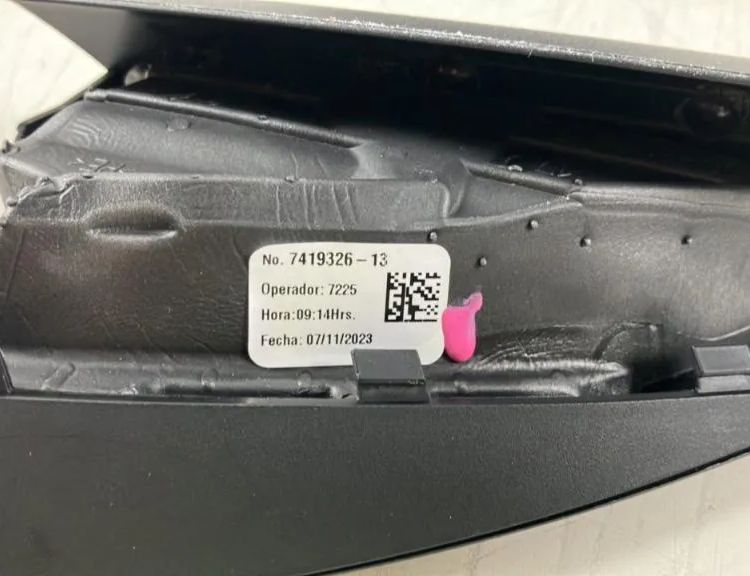 No. 7419326-13
Operador: 7225
Hora:09:14Hrs.
Fecha: 07/11/2023